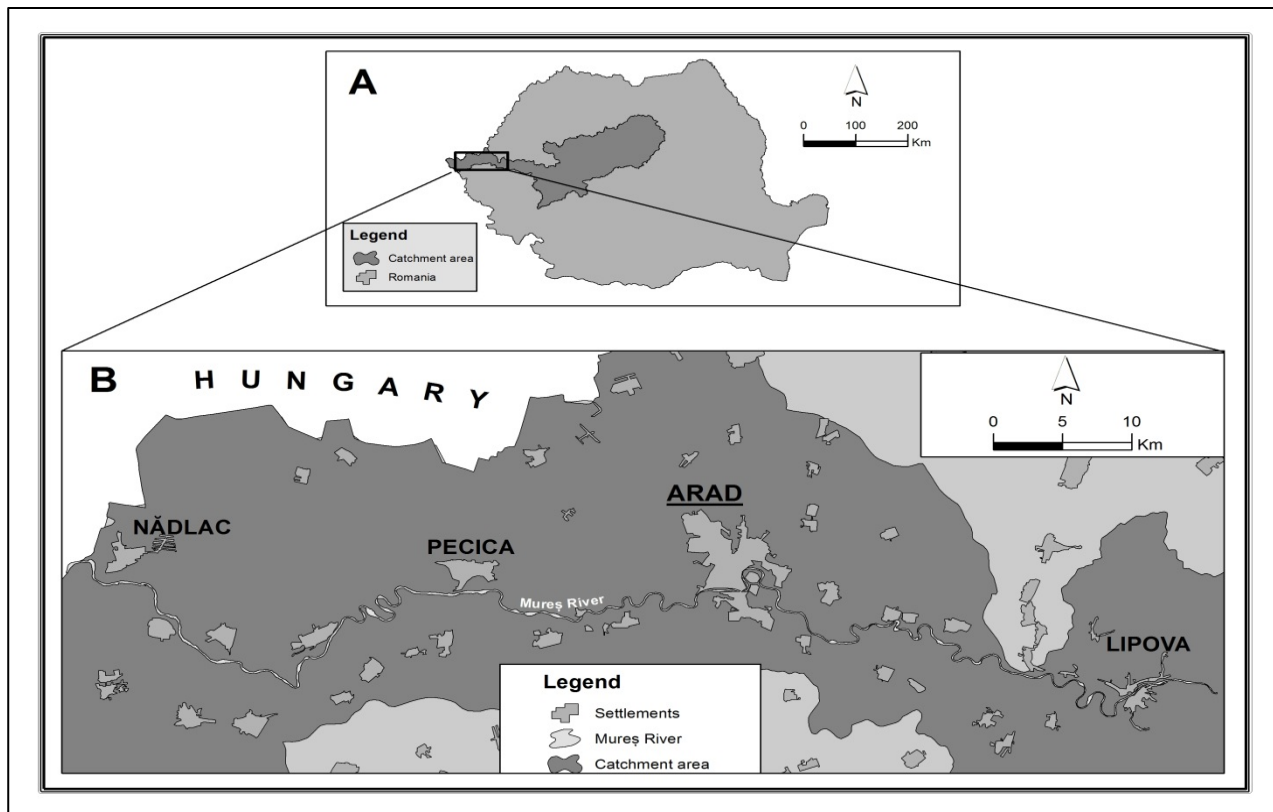 A
N
0 100 200
Km
Legend
Catchment area
Romania
B
HUNGARY
N
0 5 10
Km
ARAD
NĂDLAC
PECICA
Mureș River
LIPOVA
Legend
Settlements
Mureș River
Catchment area